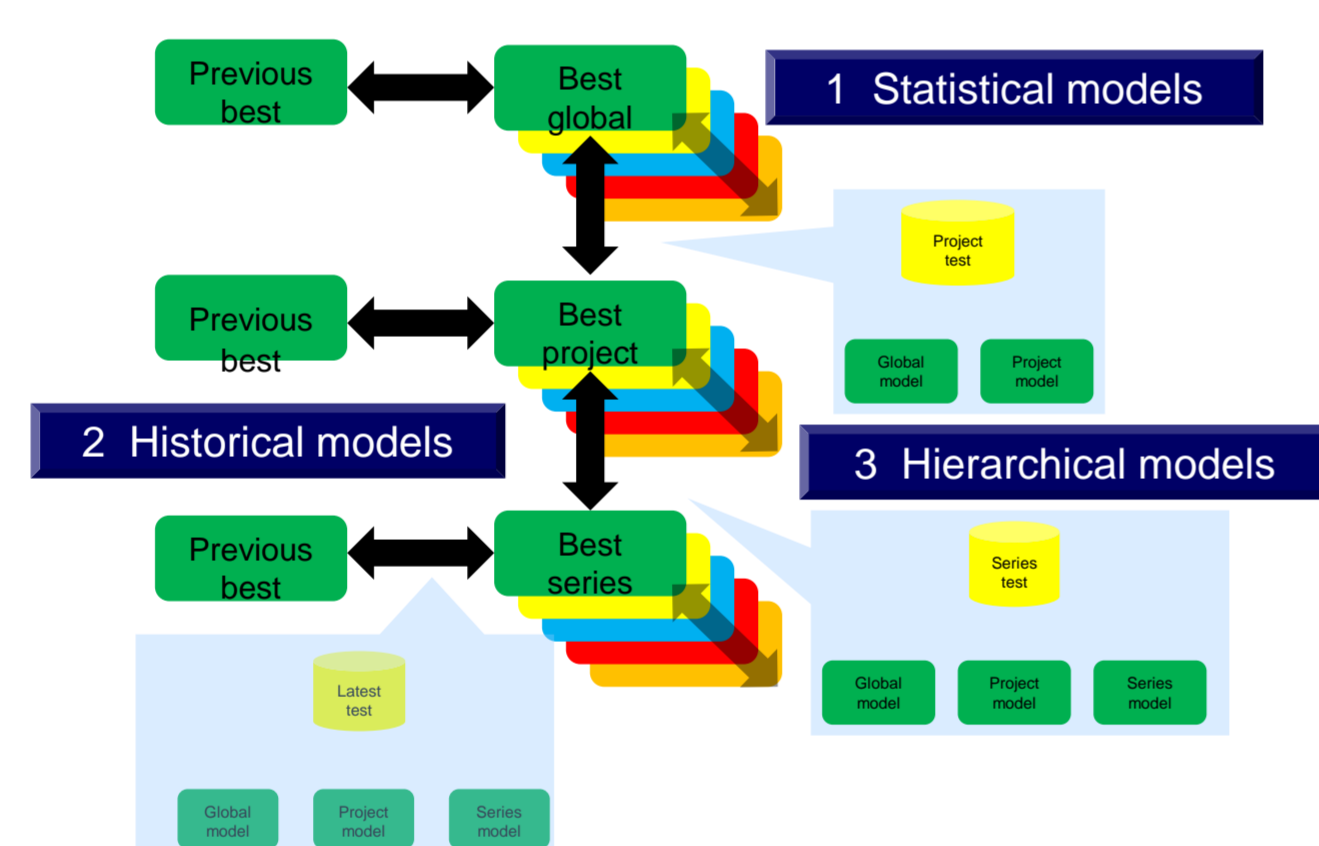 Previous
best
Best
global
1 Statistical models
Project
test
Global
model
Project
model
Previous
best
Best
project
2 Historical models
3 Hierarchical models
Previous
best
Best
series
Series
test
Global
model
Project
model
Series
model
Latest
test
Global
model
Project
model
Series
model